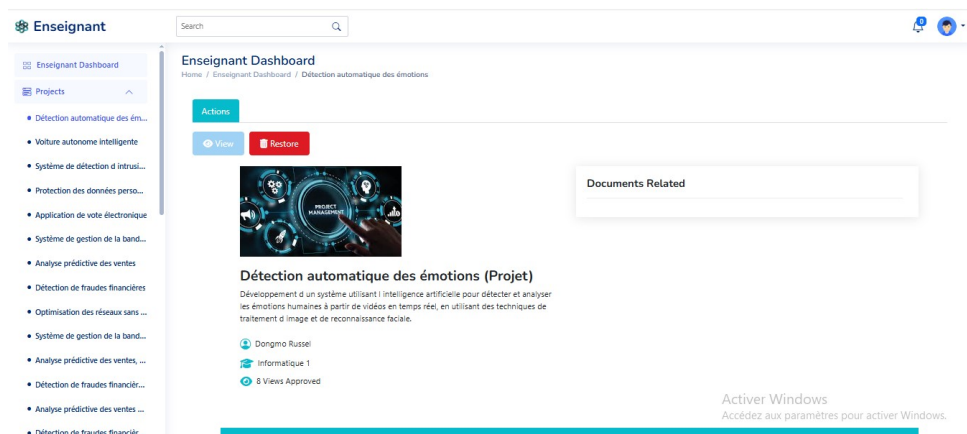 Enseignant
Search
Enseignant Dashboard
Projects
Détection automatique des ém...
Voiture autonome intelligente
Système de détection d intrusi...
Protection des données perso...
Application de vote électronique
Système de gestion de la band...
Analyse prédictive des ventes
Détection de fraudes financières
Optimisation des réseaux sans ...
Système de gestion de la band...
Analyse prédictive des ventes, ...
Détection de fraudes financièr...
Analyse prédictive des ventes ...
Détection de fraudes financièr
Enseignant Dashboard
Home / Enseignant Dashboard / Détection automatique des émotions
Actions
View
Restore
PROJECT
MANAGEMENT
Détection automatique des émotions (Projet)
Développement d un système utilisant l intelligence artificielle pour détecter et analyser
les émotions humaines à partir de vidéos en temps réel, en utilisant des techniques de
traitement d image et de reconnaissance faciale.
Dongmo Russel
Informatique 1
8 Views Approved
Documents Related
Activer Windows
Accédez aux paramètres pour activer Windows.